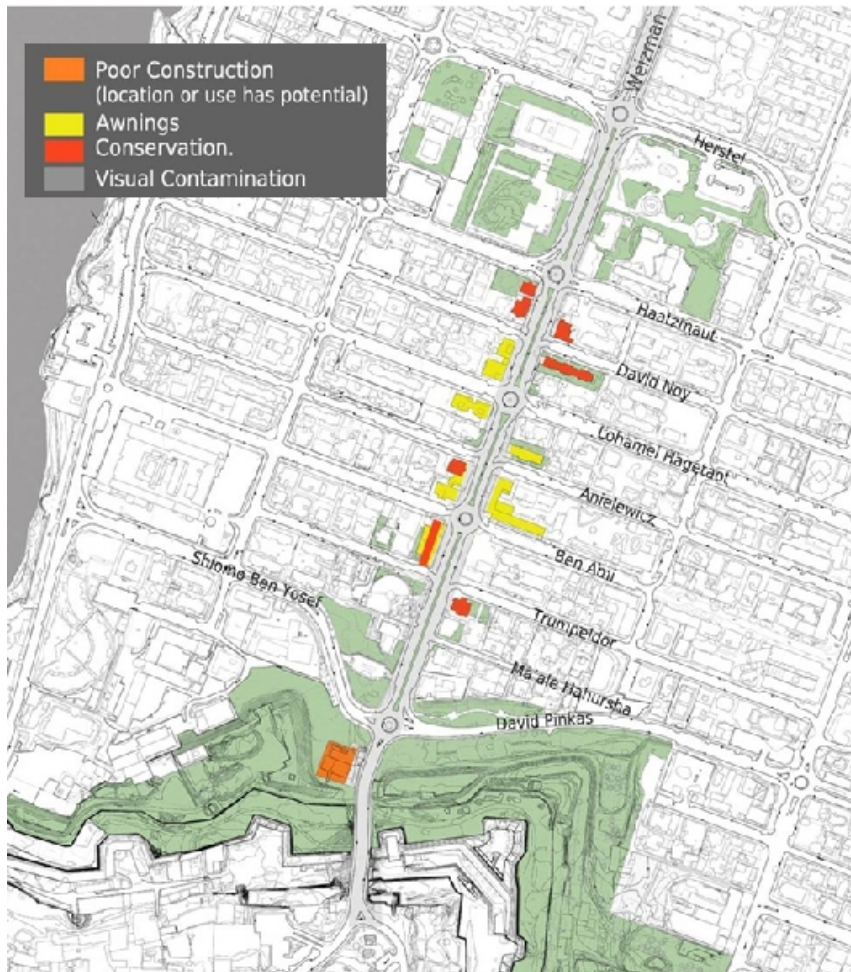 Poor Construction
(location or use has potential)
Awnings
Conservation.
Visual Contamination
Weizman
Herstel
Haatzmaut
David Noy
Lohamei Hagetaot
Anielewicz
Ben Ami
Shlomo Ben Yosef
Trumpeldor
Ma'ale Hahursha
David Pinkas